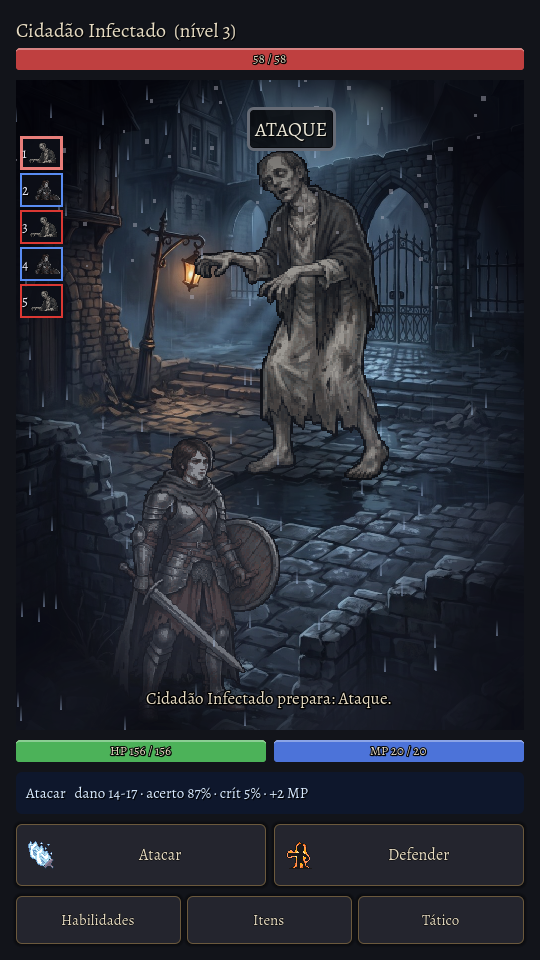 Cidadão Infectado (nível 3)
58 / 58
ATAQUE
1
2
3
4
5
Cidadão Infectado prepara: Ataque.
HP 156 / 156
MP 20 / 20
Atacar dano 14-17 · acerto 87% · crít 5% · +2 MP
Atacar
Defender
Habilidades
Itens
Tático